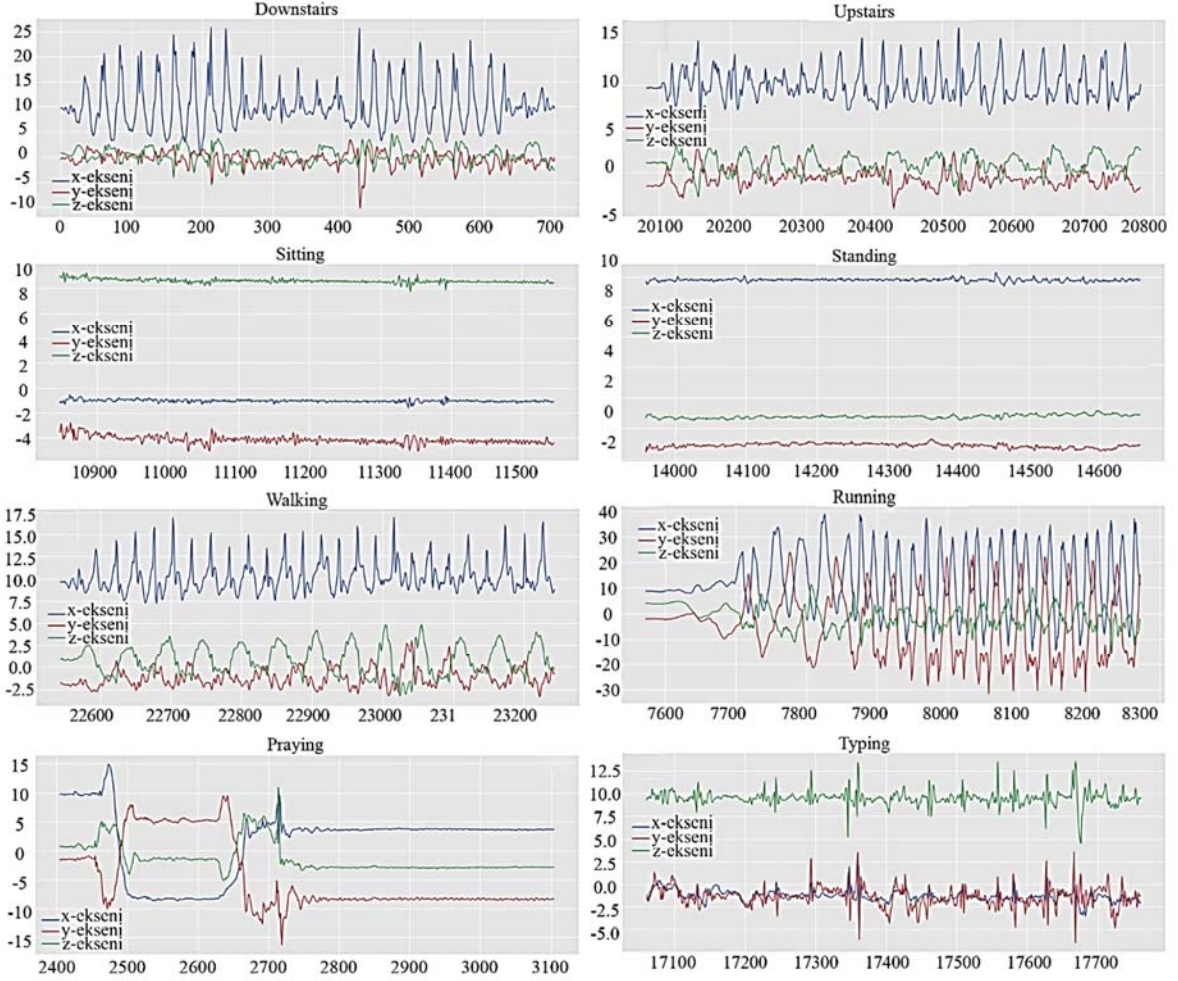 Downstairs
25
20
15
10
5
0
-5
-10
x-ekseni
y-ekseni
z-ekseni
0 100 200 300 400 500 600 700
Upstairs
15
10
5
0
-5
x-ekseni
y-ekseni
z-ekseni
20100 20200 20300 20400 20500 20600 20700 20800
Sitting
10
8
6
4
2
0
-2
-4
x-ekseni
y-ekseni
z-ekseni
10900 11000 11100 11200 11300 11400 11500
Standing
10
8
6
4
2
0
-2
x-ekseni
y-ekseni
z-ekseni
14000 14100 14200 14300 14400 14500 14600
Walking
17.5
15.0
12.5
10.0
7.5
5.0
2.5
0.0
-2.5
x-ekseni
y-ekseni
z-ekseni
22600 22700 22800 22900 23000 231 23200
Running
40
30
20
10
0
-10
-20
-30
x-ekseni
y-ekseni
z-ekseni
7600 7700 7800 7900 8000 8100 8200 8300
Praying
15
10
5
0
-5
-10
-15
x-ekseni
y-ekseni
z-ekseni
2400 2500 2600 2700 2800 2900 3000 3100
Typing
12.5
10.0
7.5
5.0
2.5
0.0
-2.5
-5.0
x-ekseni
y-ekseni
z-ekseni
17100 17200 17300 17400 17500 17600 17700